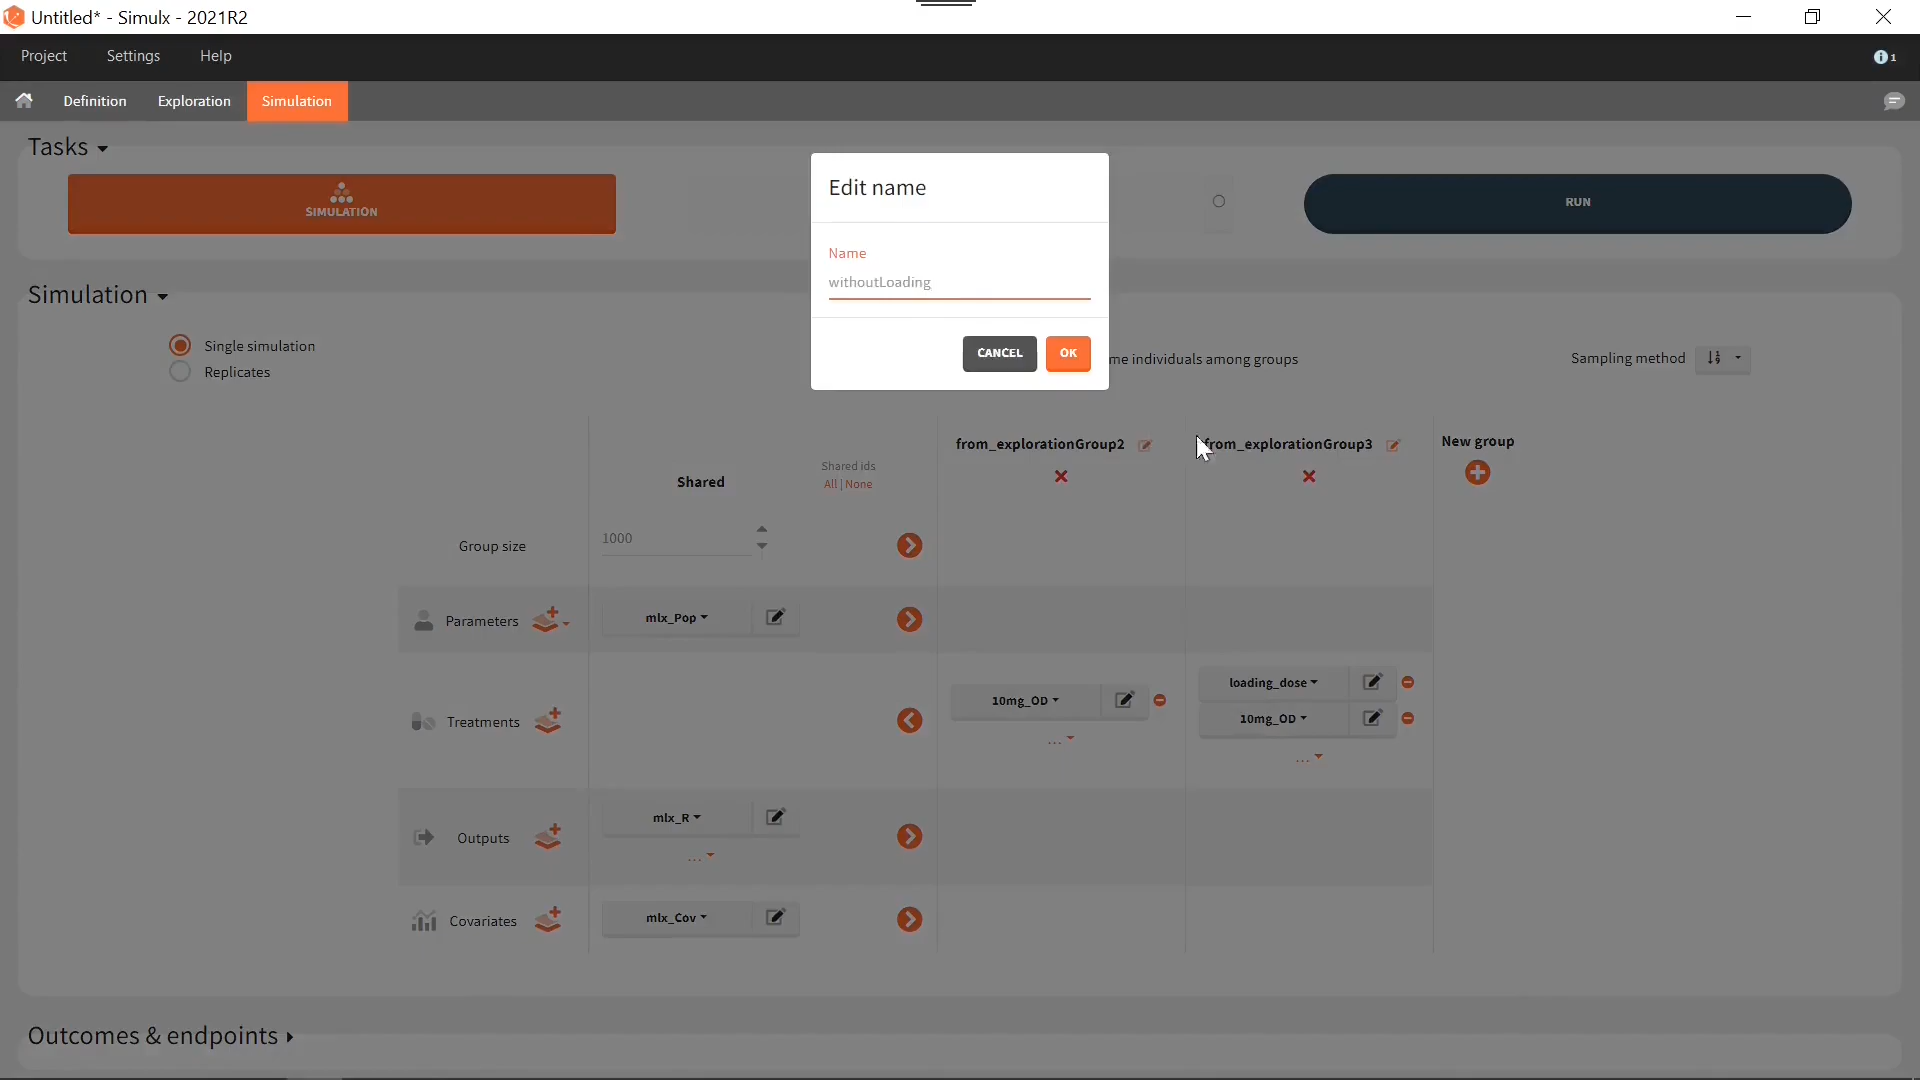 Untitled* - Simulx - 2021R2
Project Settings Help
1
Definition Exploration Simulation
Tasks
SIMULATION
RUN
Edit name
Name
withoutLoading
CANCEL OK
Simulation
Single simulation
Replicates
me individuals among groups
Sampling method
Shared
Shared ids
All | None
from_explorationGroup2
from_explorationGroup3
New group
Group size
1000
Parameters
mlx_Pop
Treatments
10mg_OD
...
loading_dose
10mg_OD
...
Outputs
mlx_R
...
Covariates
mlx_Cov
Outcomes & endpoints